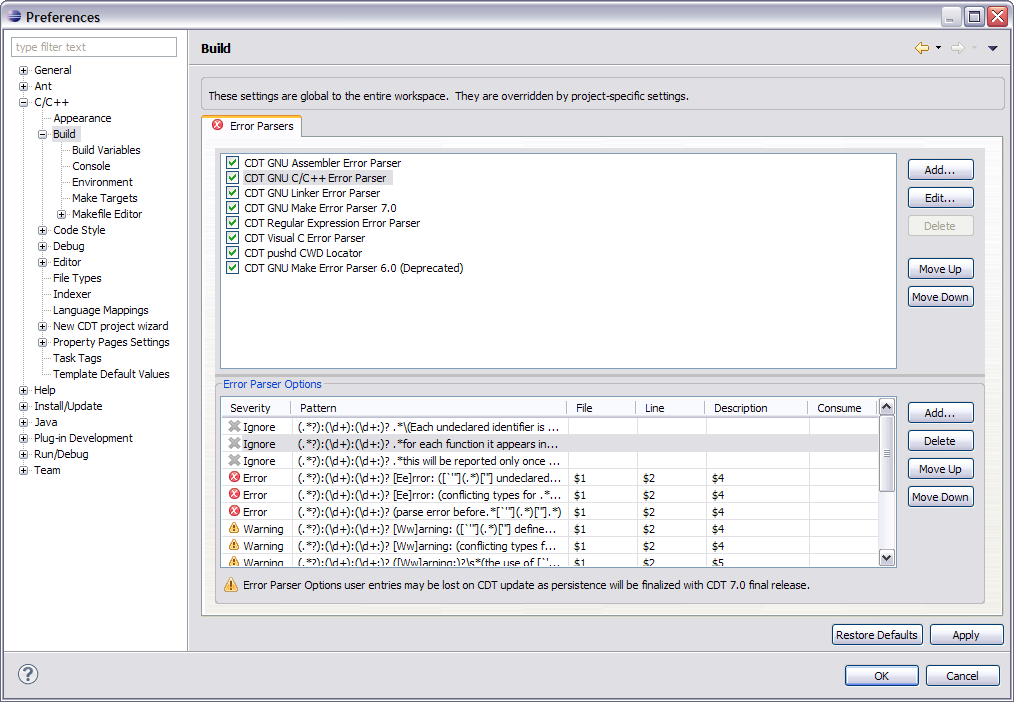 Preferences
type filter text
General
Ant
C/C++
Appearance
Build
Build Variables
Console
Environment
Make Targets
Makefile Editor
Code Style
Debug
Editor
File Types
Indexer
Language Mappings
New CDT project wizard
Property Pages Settings
Task Tags
Template Default Values
Help
Install/Update
Java
Plug-in Development
Run/Debug
Team
Build
These settings are global to the entire workspace. They are overridden by project-specific settings.
Error Parsers
CDT GNU Assembler Error Parser
CDT GNU C/C++ Error Parser
CDT GNU Linker Error Parser
CDT GNU Make Error Parser 7.0
CDT Regular Expression Error Parser
CDT Visual C Error Parser
CDT pushd CWD Locator
CDT GNU Make Error Parser 6.0 (Deprecated)
Add...
Edit...
Delete
Move Up
Move Down
Error Parser Options
Severity Pattern File Line Description Consume
Ignore (.*?):(\d+):(\d+:)? .*\(Each undeclared identifier is ...
Ignore (.*?):(\d+):(\d+:)? .*for each function it appears in...
Ignore (.*?):(\d+):(\d+:)? .*this will be reported only once ...
Error (.*?):(\d+):(\d+:)? [Ee]rror: ([`'"](.*)['"] undeclared... $1 $2 $4
Error (.*?):(\d+):(\d+:)? [Ee]rror: (conflicting types for .*... $1 $2 $4
Error (.*?):(\d+):(\d+:)? (parse error before.*[`'"](.*)['"].*) $1 $2 $4
Warning (.*?):(\d+):(\d+:)? [Ww]arning: ([`'"](.*)['"] define... $1 $2 $4
Warning (.*?):(\d+):(\d+:)? [Ww]arning: (conflicting types f... $1 $2 $4
Warning (.*?):(\d+):(\d+:)? ([Ww]arning:)?\s*(the use of [`'... $1 $2 $5
Add...
Delete
Move Up
Move Down
Error Parser Options user entries may be lost on CDT update as persistence will be finalized with CDT 7.0 final release.
Restore Defaults
Apply
?
OK
Cancel